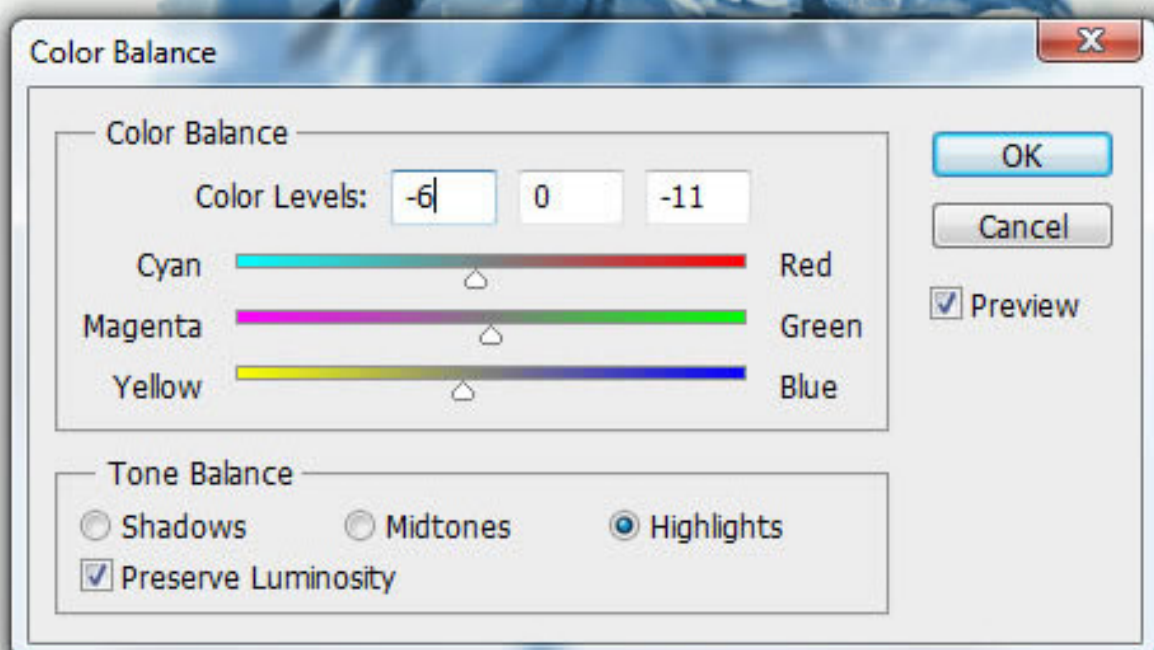 Color Balance
Color Balance
Color Levels: -6 0 -11
Cyan Red
Magenta Green
Yellow Blue
Tone Balance
Shadows Midtones Highlights
Preserve Luminosity
OK
Cancel
Preview